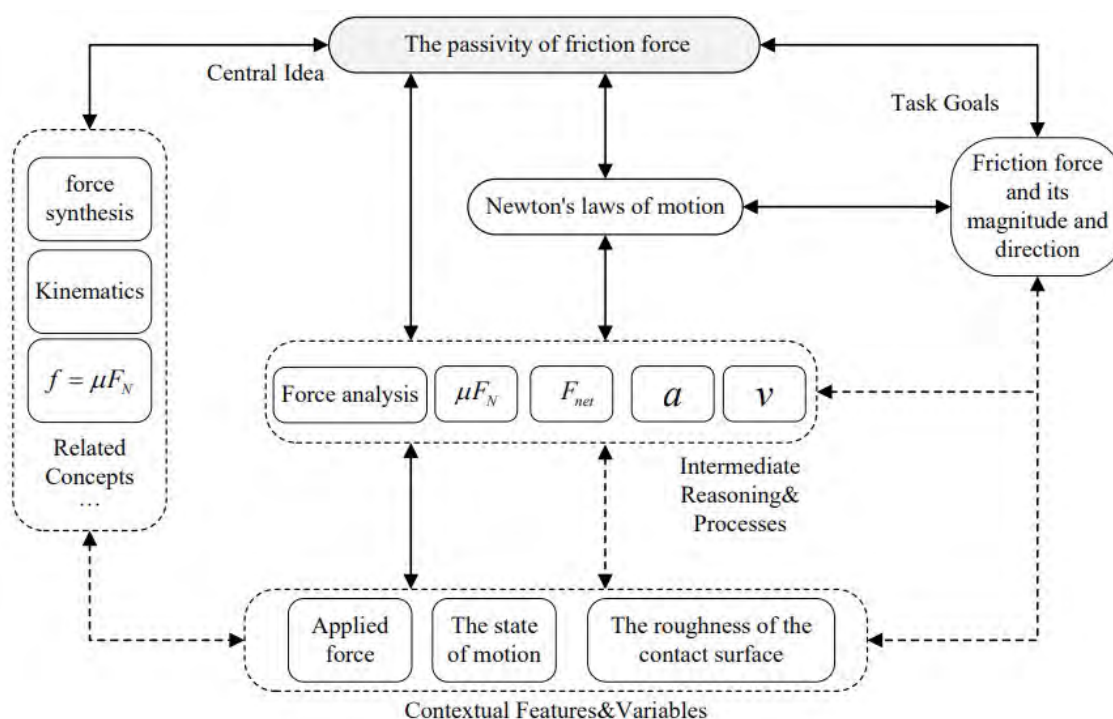 The passivity of friction force
Central Idea
Task Goals
force
synthesis
Kinematics
f = μF_N
Related
Concepts
...
Newton's laws of motion
Friction force
and its
magnitude and
direction
Force analysis
μF_N
F_net
a
v
Intermediate
Reasoning&
Processes
Applied
force
The state
of motion
The roughness of the
contact surface
Contextual Features&Variables